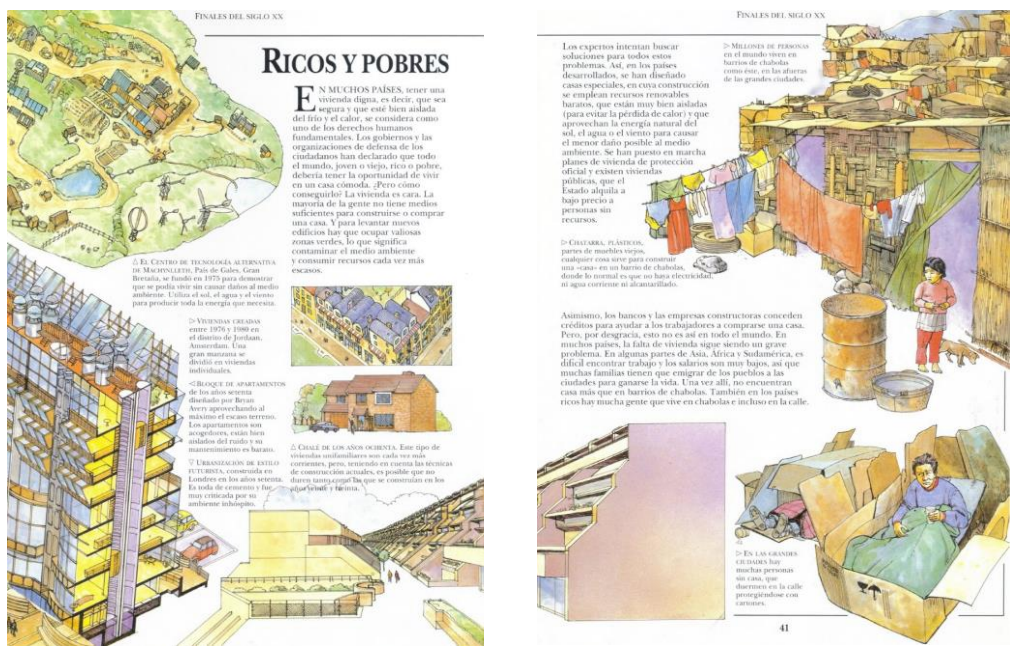 FINALES DEL SIGLO XX
RICOS Y POBRES
EN MUCHOS PAÍSES, tener una
vivienda digna, es decir, que sea
segura y que esté bien aislada
del frío y el calor, se considera como
uno de los derechos humanos
fundamentales. Los gobiernos y las
organizaciones de defensa de los
ciudadanos han declarado que todo
el mundo, joven o viejo, rico o pobre,
debería tener la oportunidad de vivir
en un casa cómoda. ¿Pero cómo
conseguirlo? La vivienda es cara. La
mayoría de la gente no tiene medios
suficientes para construirse o comprar
una casa. Y para levantar nuevos
edificios hay que ocupar valiosas
zonas verdes, lo que significa
contaminar el medio ambiente
y consumir recursos cada vez más
escasos.
△ EL CENTRO DE TECNOLOGÍA ALTERNATIVA
DE MACHYNLLETH, País de Gales, Gran
Bretaña, se fundó en 1975 para demostrar
que se podía vivir sin causar daños al medio
ambiente. Utiliza el sol, el agua y el viento
para producir toda la energía que necesita.
▷ VIVIENDAS CREADAS
entre 1976 y 1980 en
el distrito de Jordaan,
Amsterdam. Una
gran manzana se
dividió en viviendas
individuales.
◁ BLOQUE DE APARTAMENTOS
de los años setenta
diseñado por Bryan
Avery aprovechando al
máximo el escaso terreno.
Los apartamentos son
acogedores, están bien
aislados del ruido y su
mantenimiento es barato.
▽ URBANIZACIÓN DE ESTILO
FUTURISTA, construida en
Londres en los años setenta.
Es toda de cemento y fue
muy criticada por su
ambiente inhóspito.
△ CHALÉ DE LOS AÑOS OCHENTA. Este tipo de
viviendas unifamiliares son cada vez más
corrientes, pero, teniendo en cuenta las técnicas
de construcción actuales, es posible que no
duren tanto como las que se construían en los
años veinte y treinta.
FINALES DEL SIGLO XX
Los expertos intentan buscar
soluciones para todos estos
problemas. Así, en los países
desarrollados, se han diseñado
casas especiales, en cuya construcción
se emplean recursos renovables
baratos, que están muy bien aisladas
(para evitar la pérdida de calor) y que
aprovechan la energía natural del
sol, el agua o el viento para causar
el menor daño posible al medio
ambiente. Se han puesto en marcha
planes de vivienda de protección
oficial y existen viviendas
públicas, que el
Estado alquila a
bajo precio a
personas sin
recursos.
▷ MILLONES DE PERSONAS
en el mundo viven en
barrios de chabolas
como éste, en las afueras
de las grandes ciudades.
▷ CHATARRA, PLÁSTICOS,
partes de muebles viejos,
cualquier cosa sirve para construir
una «casa» en un barrio de chabolas,
donde lo normal es que no haya electricidad,
ni agua corriente ni alcantarillado.
Asimismo, los bancos y las empresas constructoras conceden
créditos para ayudar a los trabajadores a comprarse una casa.
Pero, por desgracia, esto no es así en todo el mundo. En
muchos países, la falta de vivienda sigue siendo un grave
problema. En algunas partes de Asia, África y Sudamérica, es
difícil encontrar trabajo y los salarios son muy bajos, así que
muchas familias tienen que emigrar de los pueblos a las
ciudades para ganarse la vida. Una vez allí, no encuentran
casa más que en barrios de chabolas. También en los países
ricos hay mucha gente que vive en chabolas e incluso en la calle.
▷ EN LAS GRANDES
CIUDADES hay
muchas personas
sin casa, que
duermen en la calle
protegiéndose con
cartones.
41